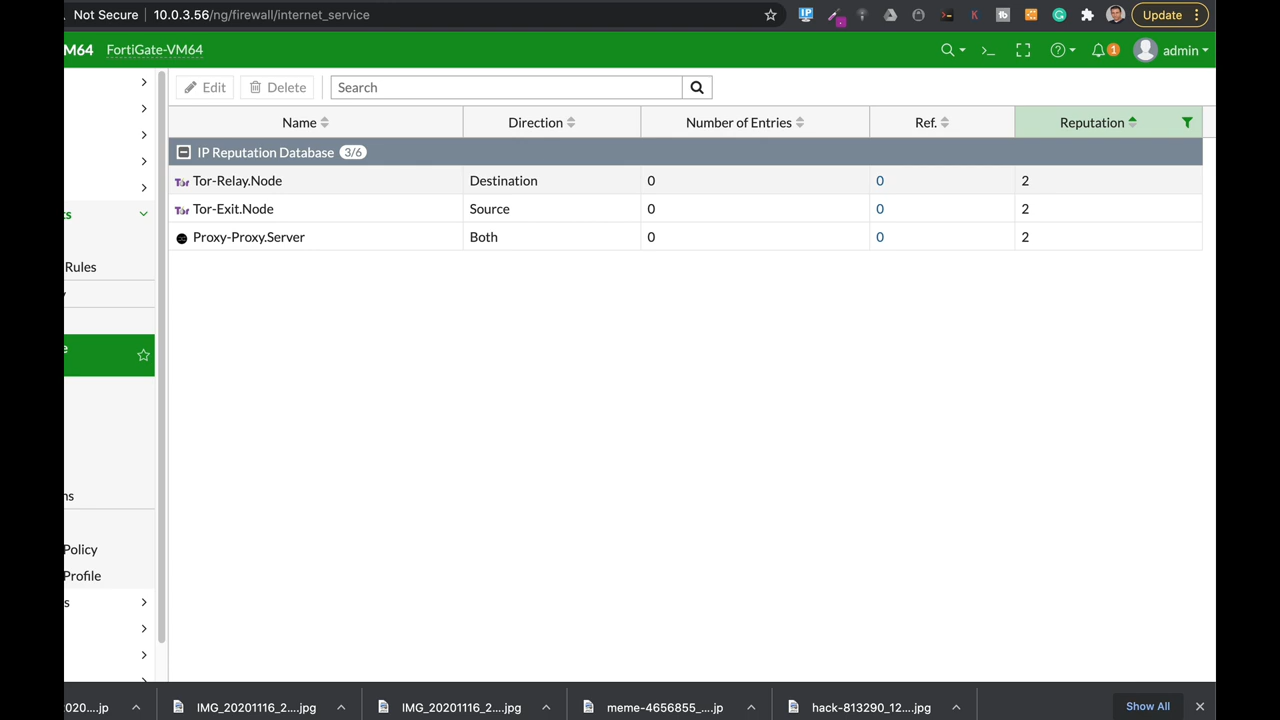 Not Secure 10.0.3.56/ng/firewall/internet_service Update
M64 FortiGate-VM64 1 admin
Edit Delete Search
Name Direction Number of Entries Ref. Reputation
IP Reputation Database 3/6
Tor-Relay.Node Destination 0 0 2
Tor-Exit.Node Source 0 0 2
Proxy-Proxy.Server Both 0 0 2
ts
Rules
y
e
ns
Policy
Profile
s
020....jp IMG_20201116_2....jpg IMG_20201116_2....jpg meme-4656855_....jp hack-813290_12....jpg Show All